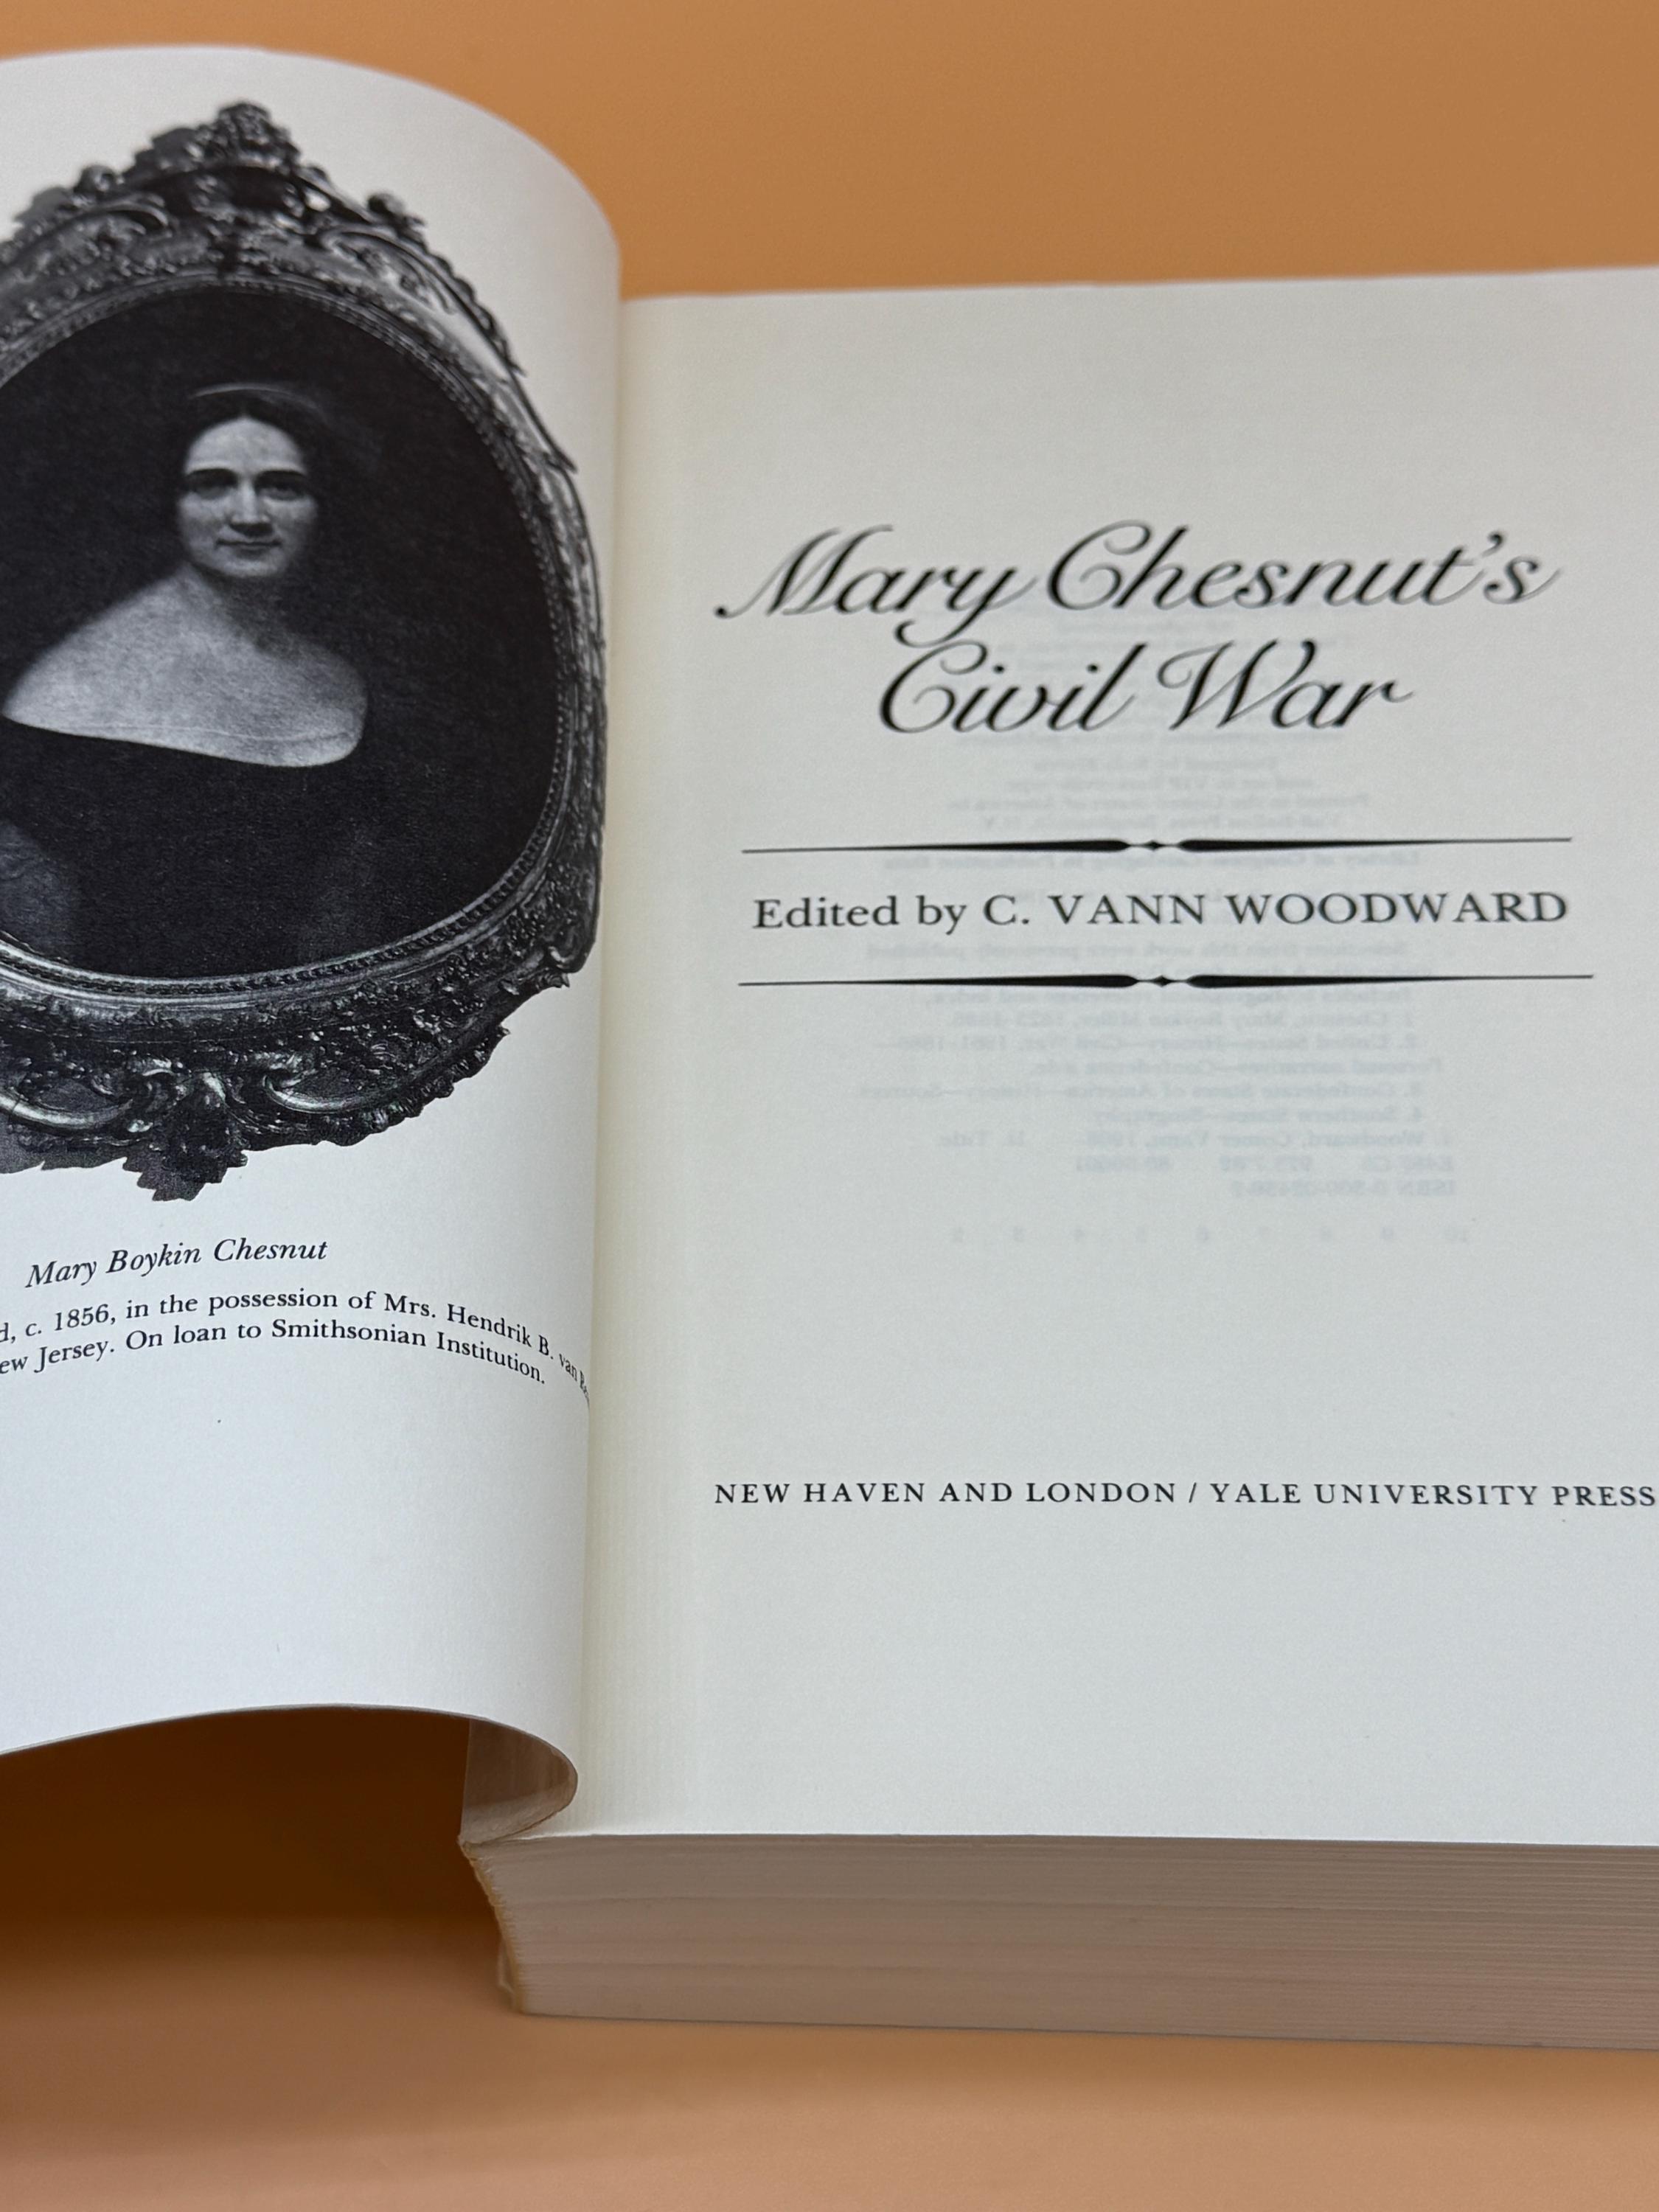 Mary Boykin Chesnut
d, c. 1856, in the possession of Mrs. Hendrik B. van
ew Jersey. On loan to Smithsonian Institution.
Mary Chesnut's
Civil War
Edited by C. VANN WOODWARD
NEW HAVEN AND LONDON / YALE UNIVERSITY PRESS